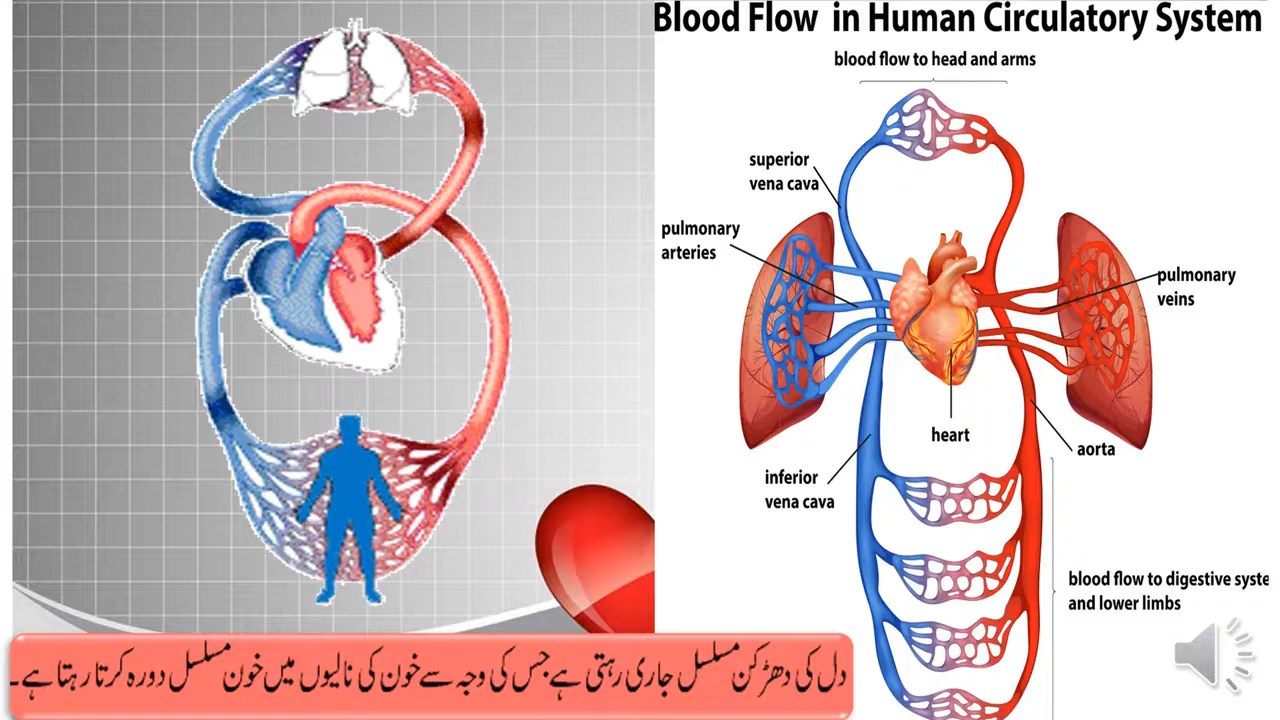 Blood Flow in Human Circulatory System
blood flow to head and arms
superior
vena cava
pulmonary
arteries
pulmonary
veins
heart
aorta
inferior
vena cava
blood flow to digestive syste
and lower limbs
دل کی دھڑکن مسلسل جاری رہتی ہے جس کی وجہ سے خون کی نالیوں میں خون مسلسل دورہ کرتا رہتا ہے۔